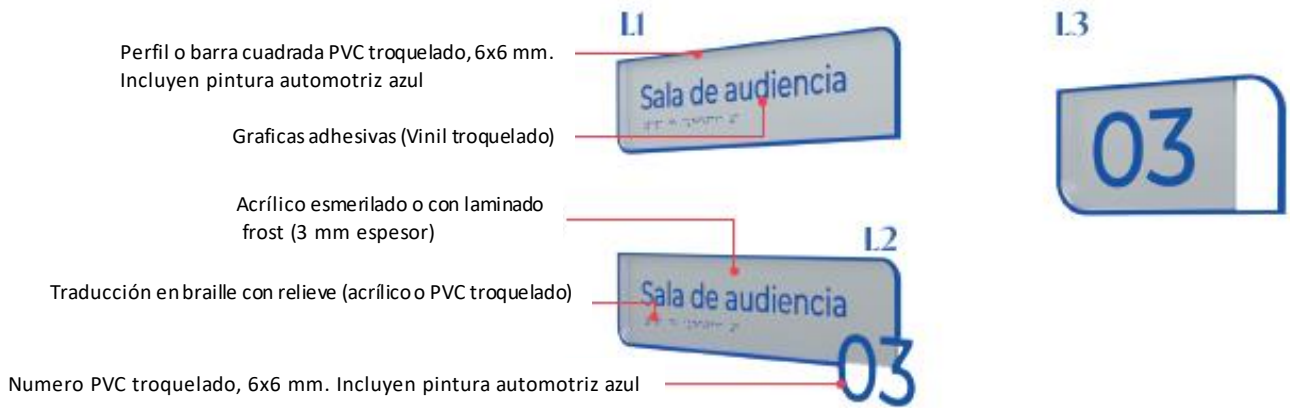 L1
L3
Perfil o barra cuadrada PVC troquelado, 6x6 mm.
Incluyen pintura automotriz azul
Sala de audiencia
Graficas adhesivas (Vinil troquelado)
03
Acrílico esmerilado o con laminado
frost (3 mm espesor)
L2
Traducción en braille con relieve (acrílico o PVC troquelado)
Sala de audiencia
03
Numero PVC troquelado, 6x6 mm. Incluyen pintura automotriz azul